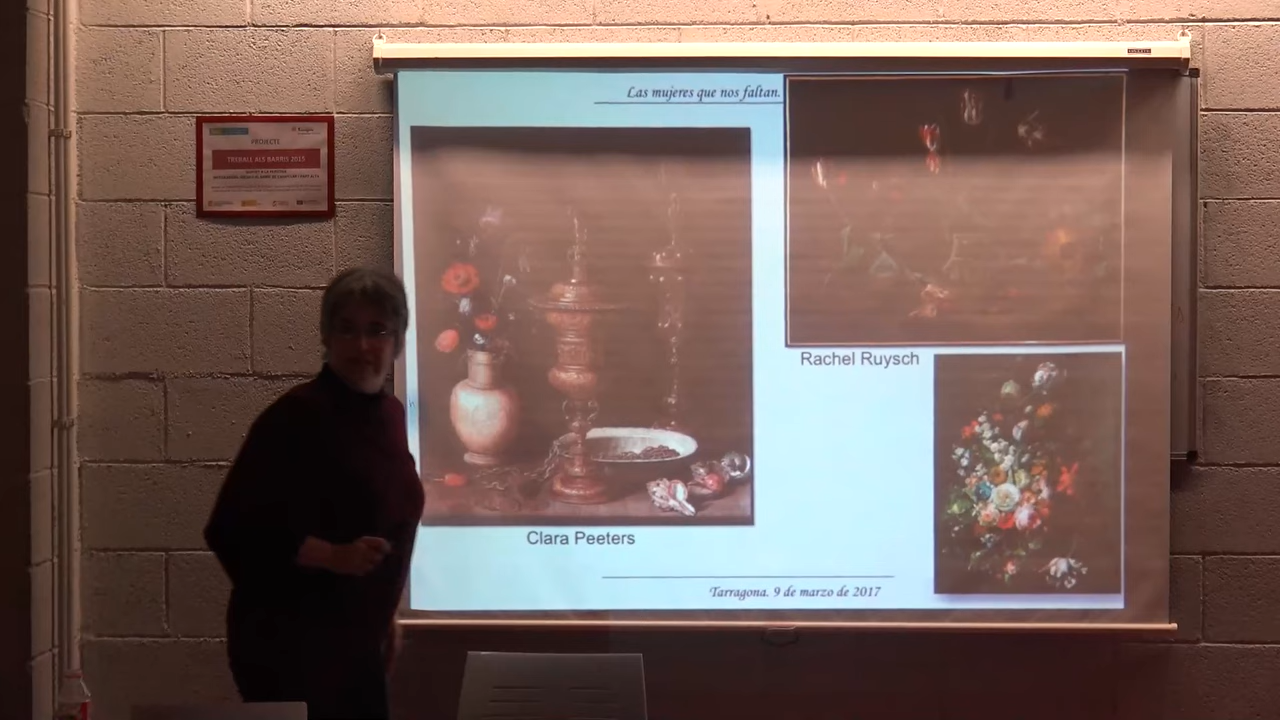 Las mujeres que nos faltan.
PROJECTE
TREBALL ALS BARRIS 2015
Rachel Ruysch
Clara Peeters
Tarragona. 9 de marzo de 2017